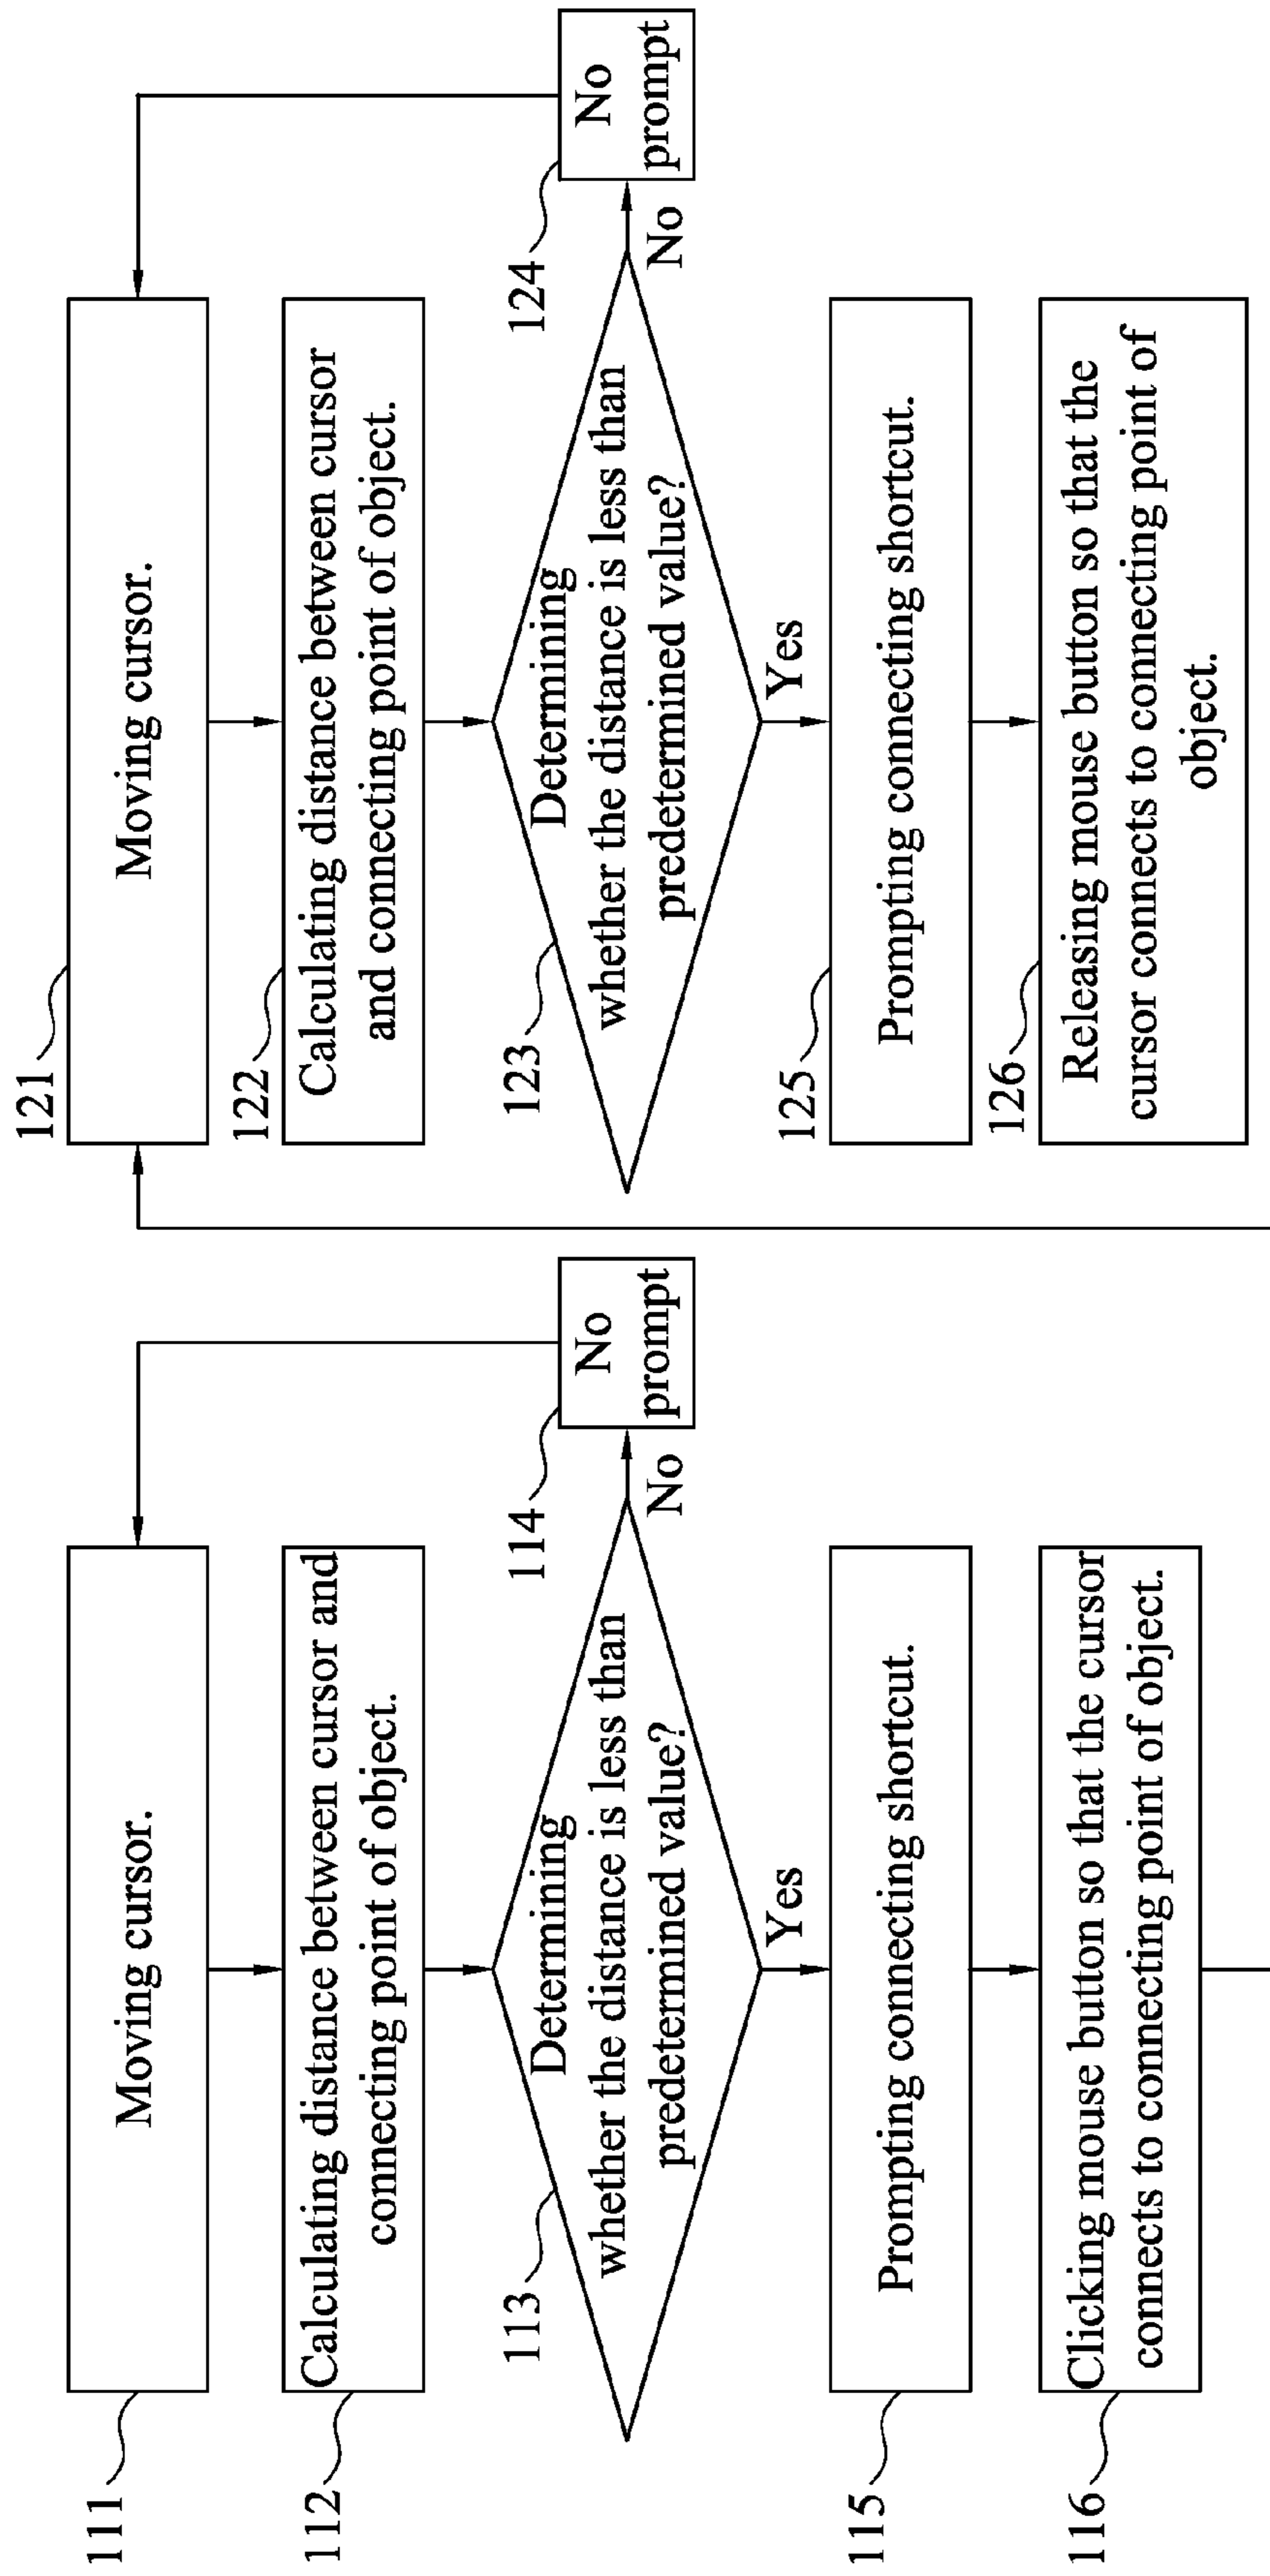 111
Moving cursor.
112
Calculating distance between cursor and
connecting point of object.
113
Determining
whether the distance is less than
predetermined value?
No
114
No
prompt
Yes
115
Prompting connecting shortcut.
116
Clicking mouse button so that the cursor
connects to connecting point of object.
121
Moving cursor.
122
Calculating distance between cursor
and connecting point of object.
123
Determining
whether the distance is less than
predetermined value?
No
124
No
prompt
Yes
125
Prompting connecting shortcut.
126
Releasing mouse button so that the
cursor connects to connecting point of
object.